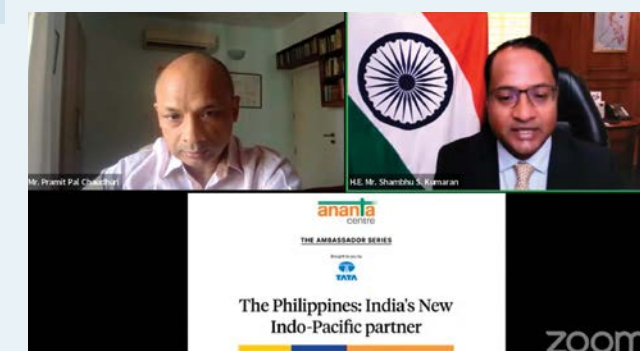 Mr. Pramit Pal Chaudhuri
H.E. Mr. Shambhu S. Kumaran
ananta
centre
THE AMBASSADOR SERIES
TATA
The Philippines: India's New
Indo-Pacific partner
zoom